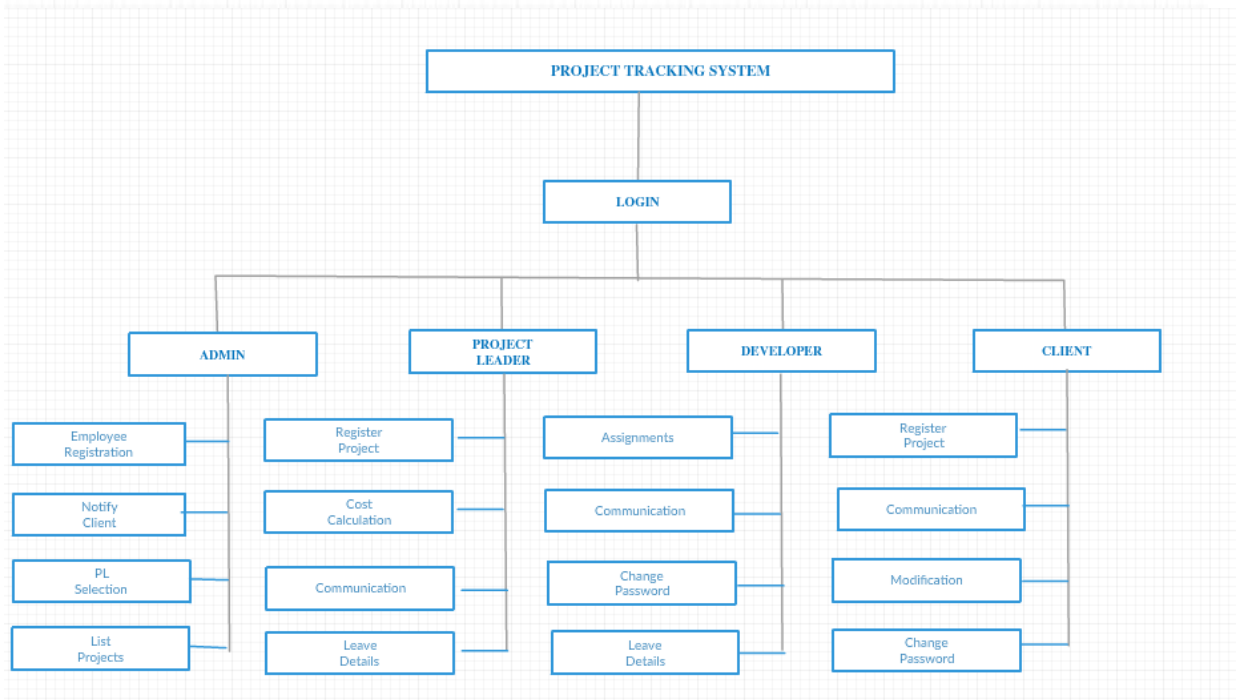 PROJECT TRACKING SYSTEM
LOGIN
ADMIN
PROJECT
LEADER
DEVELOPER
CLIENT
Employee
Registration
Notify
Client
PL
Selection
List
Projects
Register
Project
Cost
Calculation
Communication
Leave
Details
Assignments
Communication
Change
Password
Leave
Details
Register
Project
Communication
Modification
Change
Password